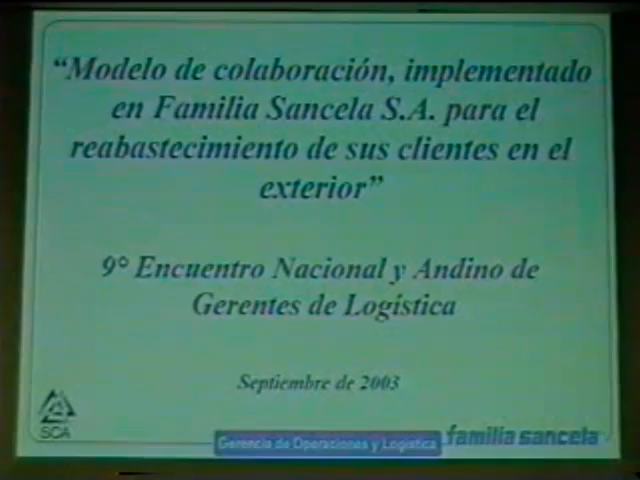 “Modelo de colaboración, implementado
en Familia Sancela S.A. para el
reabastecimiento de sus clientes en el
exterior”
9° Encuentro Nacional y Andino de
Gerentes de Logística
Septiembre de 2003
SCA
Gerencia de Operaciones y Logística
familia sancela